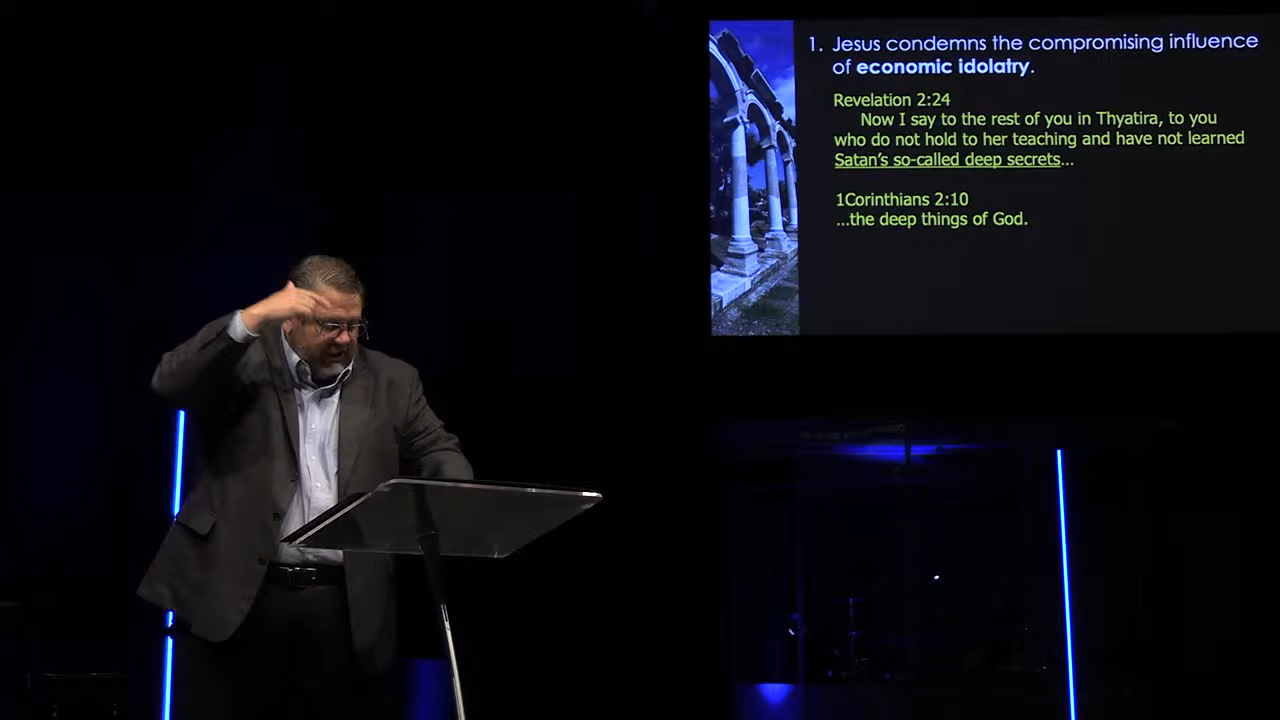 1. Jesus condemns the compromising influence
of economic idolatry.
Revelation 2:24
Now I say to the rest of you in Thyatira, to you
who do not hold to her teaching and have not learned
Satan's so-called deep secrets...
1Corinthians 2:10
...the deep things of God.